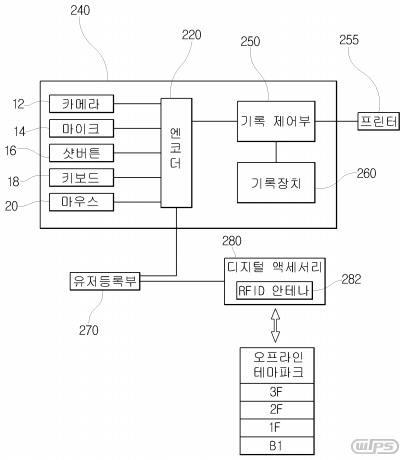 240
220
250
255
12
카메라
14
마이크
16
샷버튼
18
키보드
20
마우스
엔코더
기록 제어부
프린터
기록장치
260
280
디지털 액세서리
RFID 안테나
282
유저등록부
270
오프라인
테마파크
3F
2F
1F
B1
wips